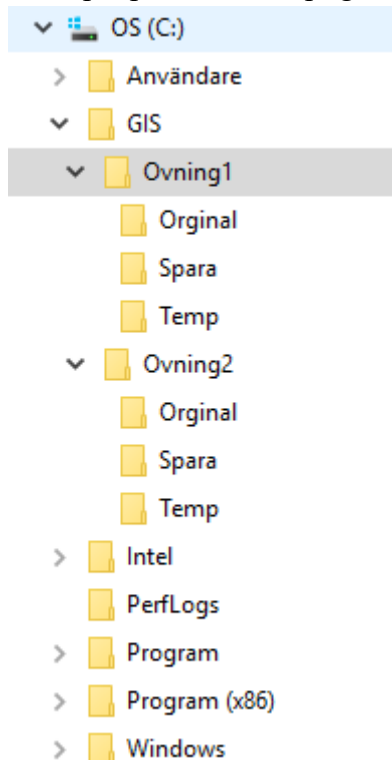 OS (C:)
Användare
GIS
Ovning1
Orginal
Spara
Temp
Ovning2
Orginal
Spara
Temp
Intel
PerfLogs
Program
Program (x86)
Windows